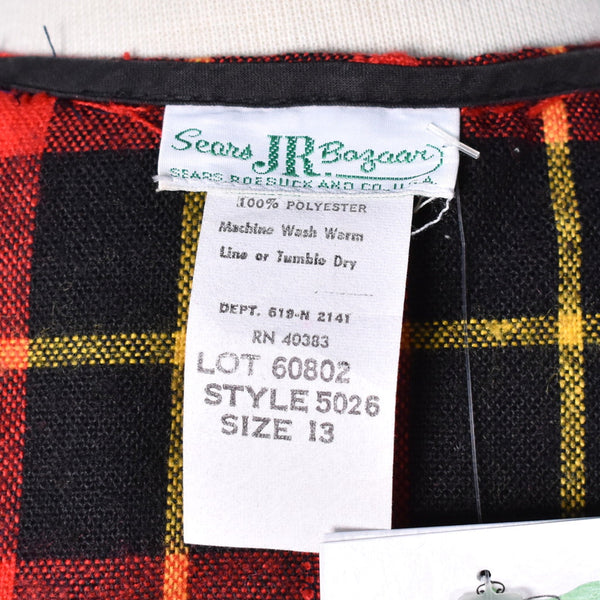 Sears JR. Bazaar
SEARS, ROEBUCK AND CO., U.S.A.
100% POLYESTER
Machine Wash Warm
Line or Tumble Dry
DEPT. 619-N 2141
RN 40383
LOT 60802
STYLE 5026
SIZE 13